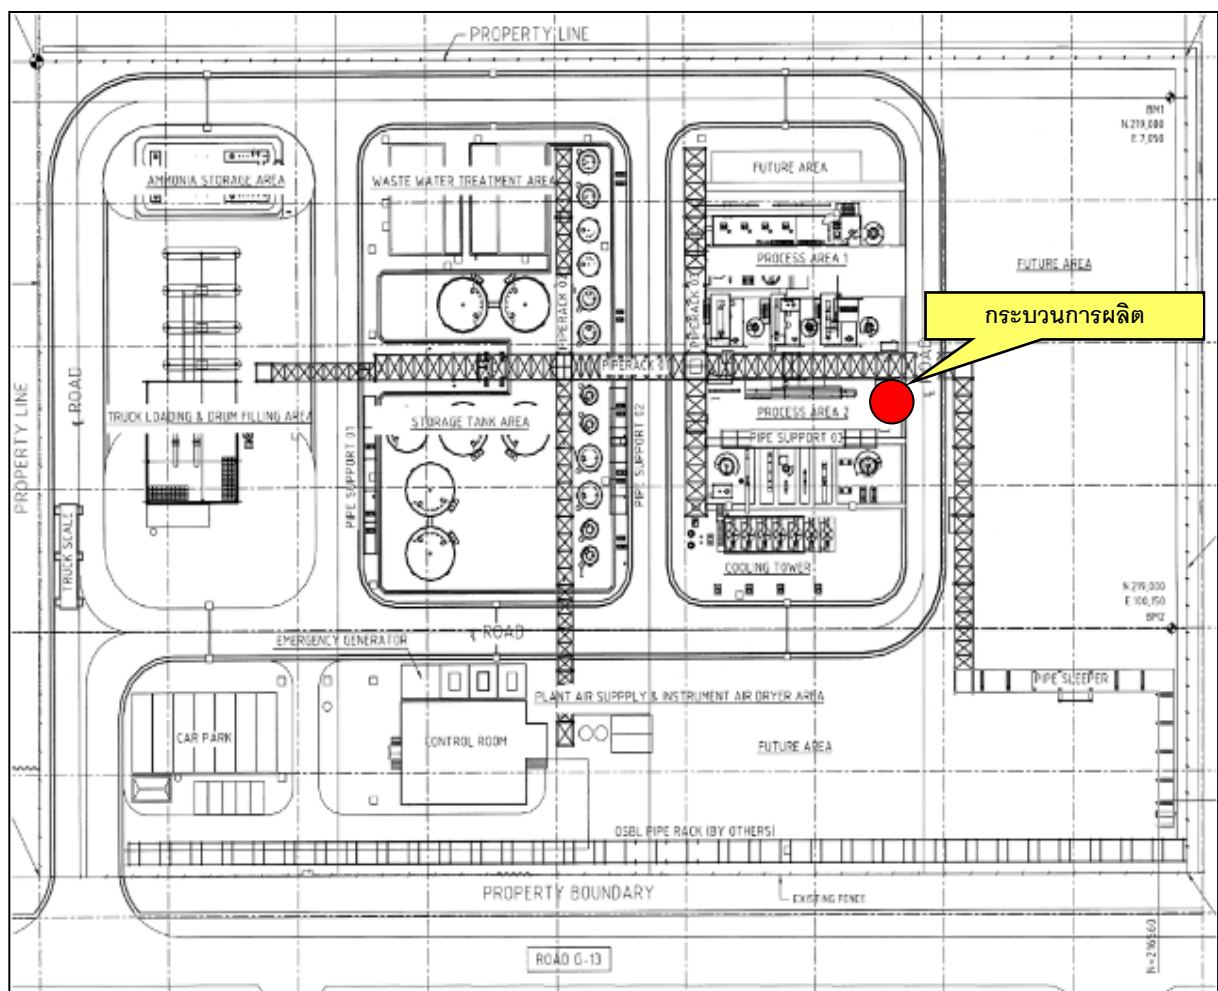 PROPERTY LINE
BM1
N.219,000
E.7,050
AMMONIA STORAGE AREA
WASTE WATER TREATMENT AREA
FUTURE AREA
PROCESS AREA 1
FUTURE AREA
PIPERACK 03
กระบวนการผลิต
PIPERACK 01
ROAD
PROPERTY LINE
TRUCK LOADING & DRUM FILLING AREA
STORAGE TANK AREA
PROCESS AREA 2
PIPE SUPPORT 03
PIPE SUPPORT 01
PIPE SUPPORT 02
TRUCK SCALE
COOLING TOWER
N.219,000
E.100,150
BM2
ROAD
EMERGENCY GENERATOR
PIPE SLEEPER
PLANT AIR SUPPPLY & INSTRUMENT AIR DRYER AREA
CAR PARK
CONTROL ROOM
FUTURE AREA
OSBL PIPE RACK (BY OTHERS)
PROPERTY BOUNDARY
EXISTING FENCE
ROAD G-13